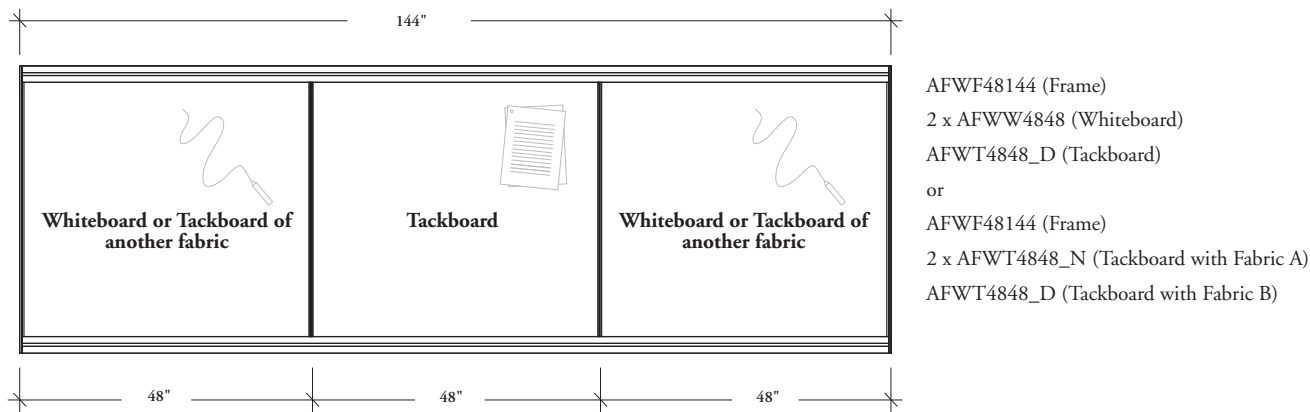 144"
AFWF48144 (Frame)
2 x AFWW4848 (Whiteboard)
AFWT4848_D (Tackboard)
or
AFWF48144 (Frame)
2 x AFWT4848_N (Tackboard with Fabric A)
AFWT4848_D (Tackboard with Fabric B)
Whiteboard or Tackboard of
another fabric
Tackboard
Whiteboard or Tackboard of
another fabric
48"
48"
48"